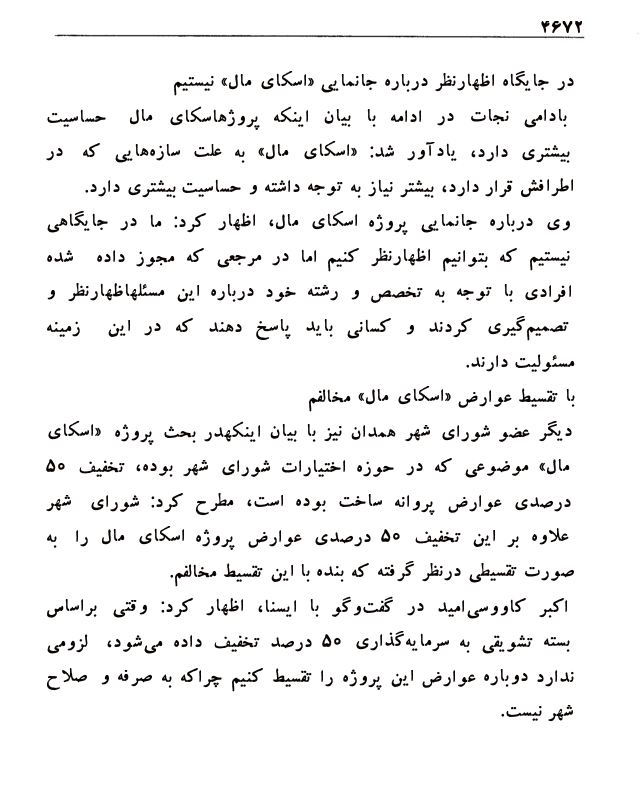 ۴۶۷۲
در جایگاه اظهارنظر درباره جانمایی «اسکای مال» نیستیم
بادامی نجات در ادامه با بیان اینکه پروژهاسکای مال حساسیت
بیشتری دارد، یادآور شد: «اسکای مال» به علت سازه‌هایی که در
اطرافش قرار دارد، بیشتر نیاز به توجه داشته و حساسیت بیشتری دارد.
وی درباره جانمایی پروژه اسکای مال، اظهار کرد: ما در جایگاهی
نیستیم که بتوانیم اظهارنظر کنیم اما در مرجعی که مجوز داده شده
افرادی با توجه به تخصص و رشته خود درباره این مسئلهاظهارنظر و
تصمیم‌گیری کردند و کسانی باید پاسخ دهند که در این زمینه
مسئولیت دارند.
با تقسیط عوارض «اسکای مال» مخالفم
دیگر عضو شورای شهر همدان نیز با بیان اینکهدر بحث پروژه «اسکای
مال» موضوعی که در حوزه اختیارات شورای شهر بوده، تخفیف ۵۰
درصدی عوارض پروانه ساخت بوده است، مطرح کرد: شورای شهر
علاوه بر این تخفیف ۵۰ درصدی عوارض پروژه اسکای مال را به
صورت تقسیطی درنظر گرفته که بنده با این تقسیط مخالفم.
اکبر کاووسی‌امید در گفت‌وگو با ایسنا، اظهار کرد: وقتی براساس
بسته تشویقی به سرمایه‌گذاری ۵۰ درصد تخفیف داده می‌شود، لزومی
ندارد دوباره عوارض این پروژه را تقسیط کنیم چراکه به صرفه و صلاح
شهر نیست.